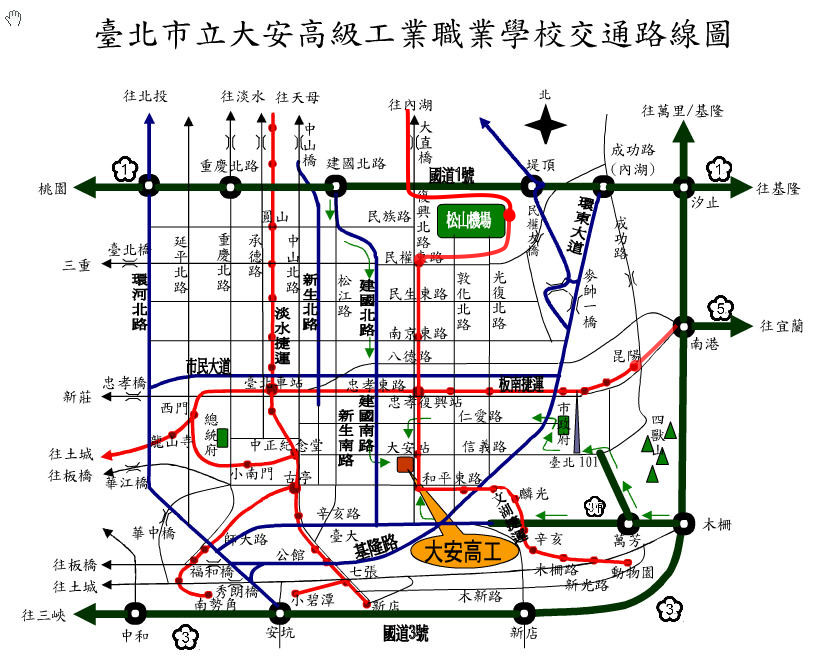 臺北市立大安高級工業職業學校交通路線圖
往北投
往淡水
往天母
往內湖
北
往萬里/基隆
中山橋
大直橋
成功路
(內湖)
1
重慶北路
建國北路
國道1號
堤頂
1
桃園
往基隆
汐止
復興北路
松山機場
民權大橋
環東大道
成功路
民族路
臺北橋
三重
延平北路
重慶北路
承德路
中山北路
新生北路
松江路
建國北路
民權東路
敦化北路
光復北路
麥帥一橋
環河北路
淡水捷運
民生東路
南京東路
八德路
5
往宜蘭
南港
昆陽
市民大道
忠孝橋
新莊
臺北車站
忠孝東路
板南捷運
忠孝復興站
西門
總統府
建國南路
新生南路
仁愛路
市政府
四獸山
龍山寺
中正紀念堂
大安站
信義路
臺北 101
往土城
往板橋
華江橋
小南門
古亭
和平東路
麟光
辛亥路
木柵
華中橋
師大路
臺大
基隆路
大安高工
辛亥
萬芳
往板橋
公館
福和橋
七張
木柵路
動物園
往土城
秀朗橋
新光路
南勢角
小碧潭
新店
木新路
往三峽
3
中和
3
安坑
國道3號
新店